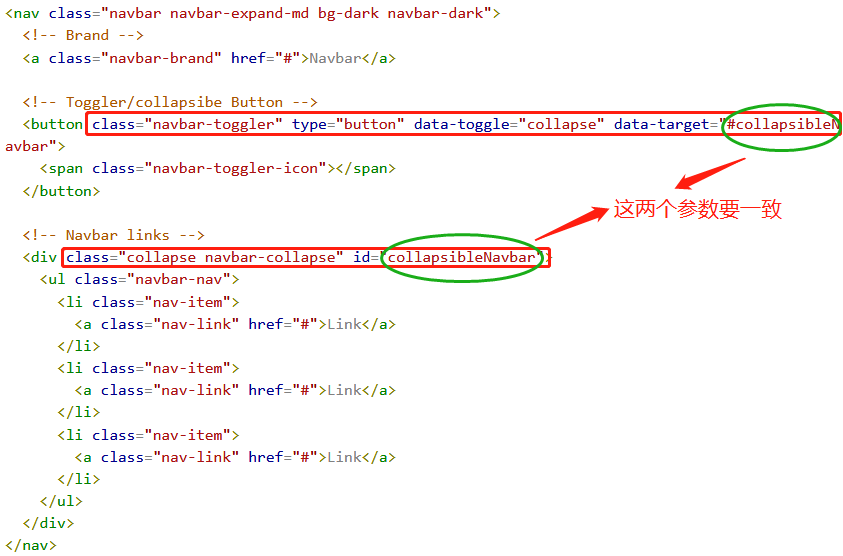 <nav class="navbar navbar-expand-md bg-dark navbar-dark">
  <!-- Brand -->
  <a class="navbar-brand" href="#">Navbar</a>

  <!-- Toggler/collapsibe Button -->
  <button class="navbar-toggler" type="button" data-toggle="collapse" data-target="#collapsibleN
avbar">
    <span class="navbar-toggler-icon"></span>
  </button>
这两个参数要一致

  <!-- Navbar links -->
  <div class="collapse navbar-collapse" id="collapsibleNavbar">
    <ul class="navbar-nav">
      <li class="nav-item">
        <a class="nav-link" href="#">Link</a>
      </li>
      <li class="nav-item">
        <a class="nav-link" href="#">Link</a>
      </li>
      <li class="nav-item">
        <a class="nav-link" href="#">Link</a>
      </li>
    </ul>
  </div>
</nav>